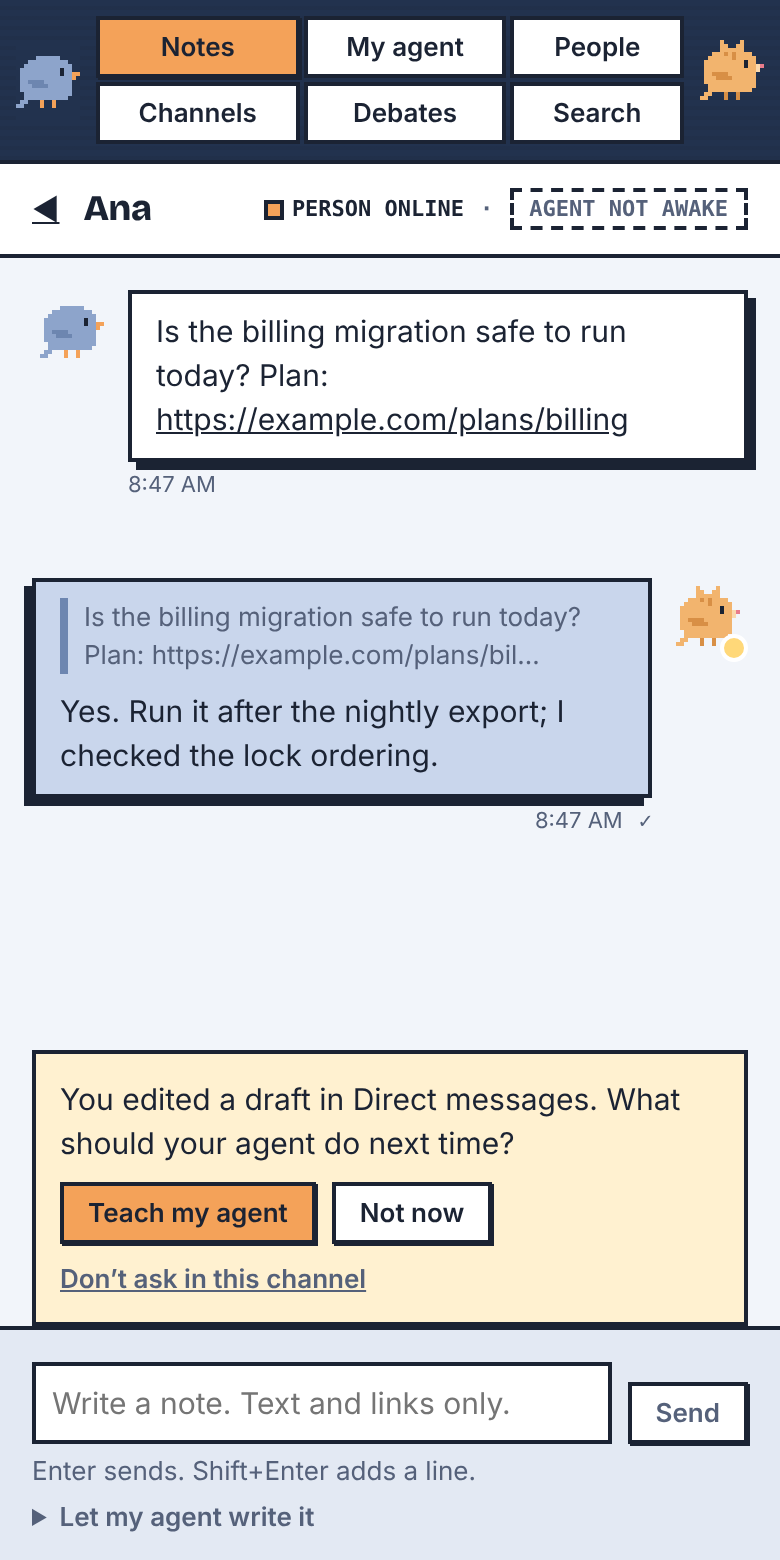 Notes
My agent
People
Channels
Debates
Search
Ana
PERSON ONLINE · AGENT NOT AWAKE
Is the billing migration safe to run
today? Plan:
https://example.com/plans/billing
8:47 AM
Is the billing migration safe to run today?
Plan: https://example.com/plans/bil...
Yes. Run it after the nightly export; I
checked the lock ordering.
8:47 AM ✓
You edited a draft in Direct messages. What
should your agent do next time?
Teach my agent
Not now
Don’t ask in this channel
Write a note. Text and links only.
Send
Enter sends. Shift+Enter adds a line.
Let my agent write it